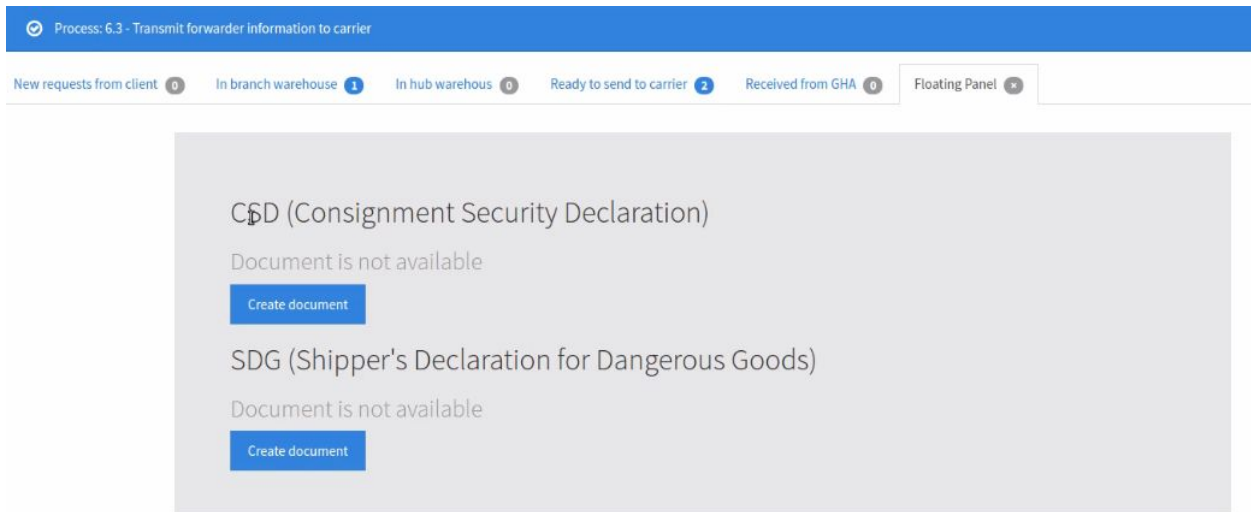 Process: 6.3 - Transmit forwarder information to carrier
New requests from client 0 In branch warehouse 1 In hub warehous 0 Ready to send to carrier 2 Received from GHA 0 Floating Panel ×
CSD (Consignment Security Declaration)
Document is not available
Create document
SDG (Shipper's Declaration for Dangerous Goods)
Document is not available
Create document